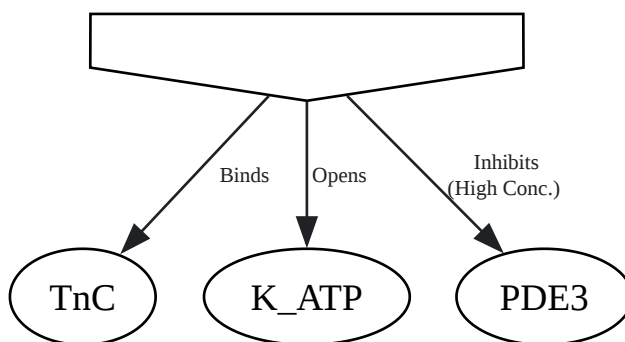 Binds
Opens
Inhibits
(High Conc.)
TnC
K_ATP
PDE3